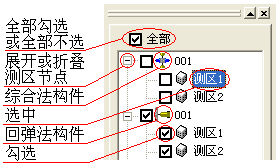 全部勾选
或全部不选
展开或折叠
测区节点
综合法构件
选中
回弹法构件
勾选
全部
001
测区1
测区2
001
测区1
测区2